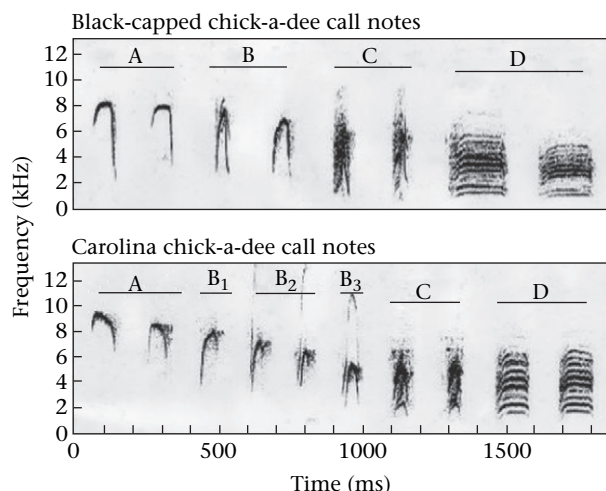 Black-capped chick-a-dee call notes
12
10
8
6
4
2
0
A B C D
Frequency (kHz)
Carolina chick-a-dee call notes
12
10
8
6
4
2
0
A B1 B2 B3 C D
0 500 1000 1500
Time (ms)